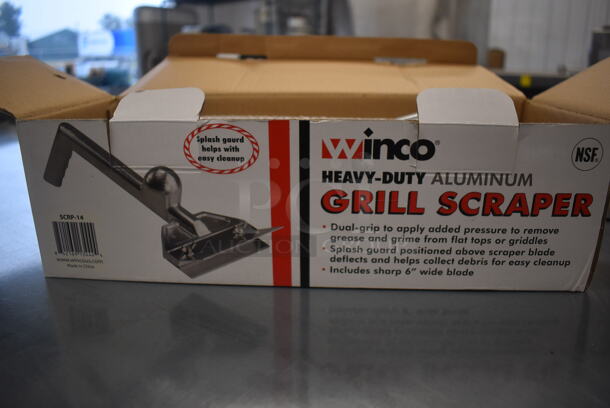 Splash gaurd
helps with
easy cleanup
SCRP-14
www.wincous.com
Made in China
Winco®
HEAVY-DUTY ALUMINUM
GRILL SCRAPER
• Dual-grip to apply added pressure to remove
grease and grime from flat tops or griddles
• Splash guard positioned above scraper blade
deflects and helps collect debris for easy cleanup
• Includes sharp 6" wide blade
NSF.